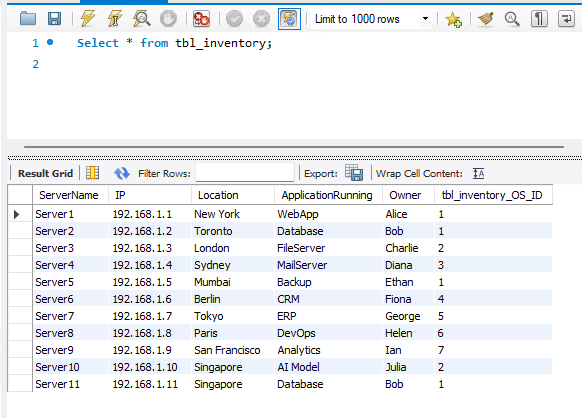 Limit to 1000 rows
1 Select * from tbl_inventory;
2
Result Grid Filter Rows: Export: Wrap Cell Content:
ServerName IP Location ApplicationRunning Owner tbl_inventory_OS_ID
Server1 192.168.1.1 New York WebApp Alice 1
Server2 192.168.1.2 Toronto Database Bob 1
Server3 192.168.1.3 London FileServer Charlie 2
Server4 192.168.1.4 Sydney MailServer Diana 3
Server5 192.168.1.5 Mumbai Backup Ethan 1
Server6 192.168.1.6 Berlin CRM Fiona 4
Server7 192.168.1.7 Tokyo ERP George 5
Server8 192.168.1.8 Paris DevOps Helen 6
Server9 192.168.1.9 San Francisco Analytics Ian 7
Server10 192.168.1.10 Singapore AI Model Julia 2
Server11 192.168.1.11 Singapore Database Bob 1